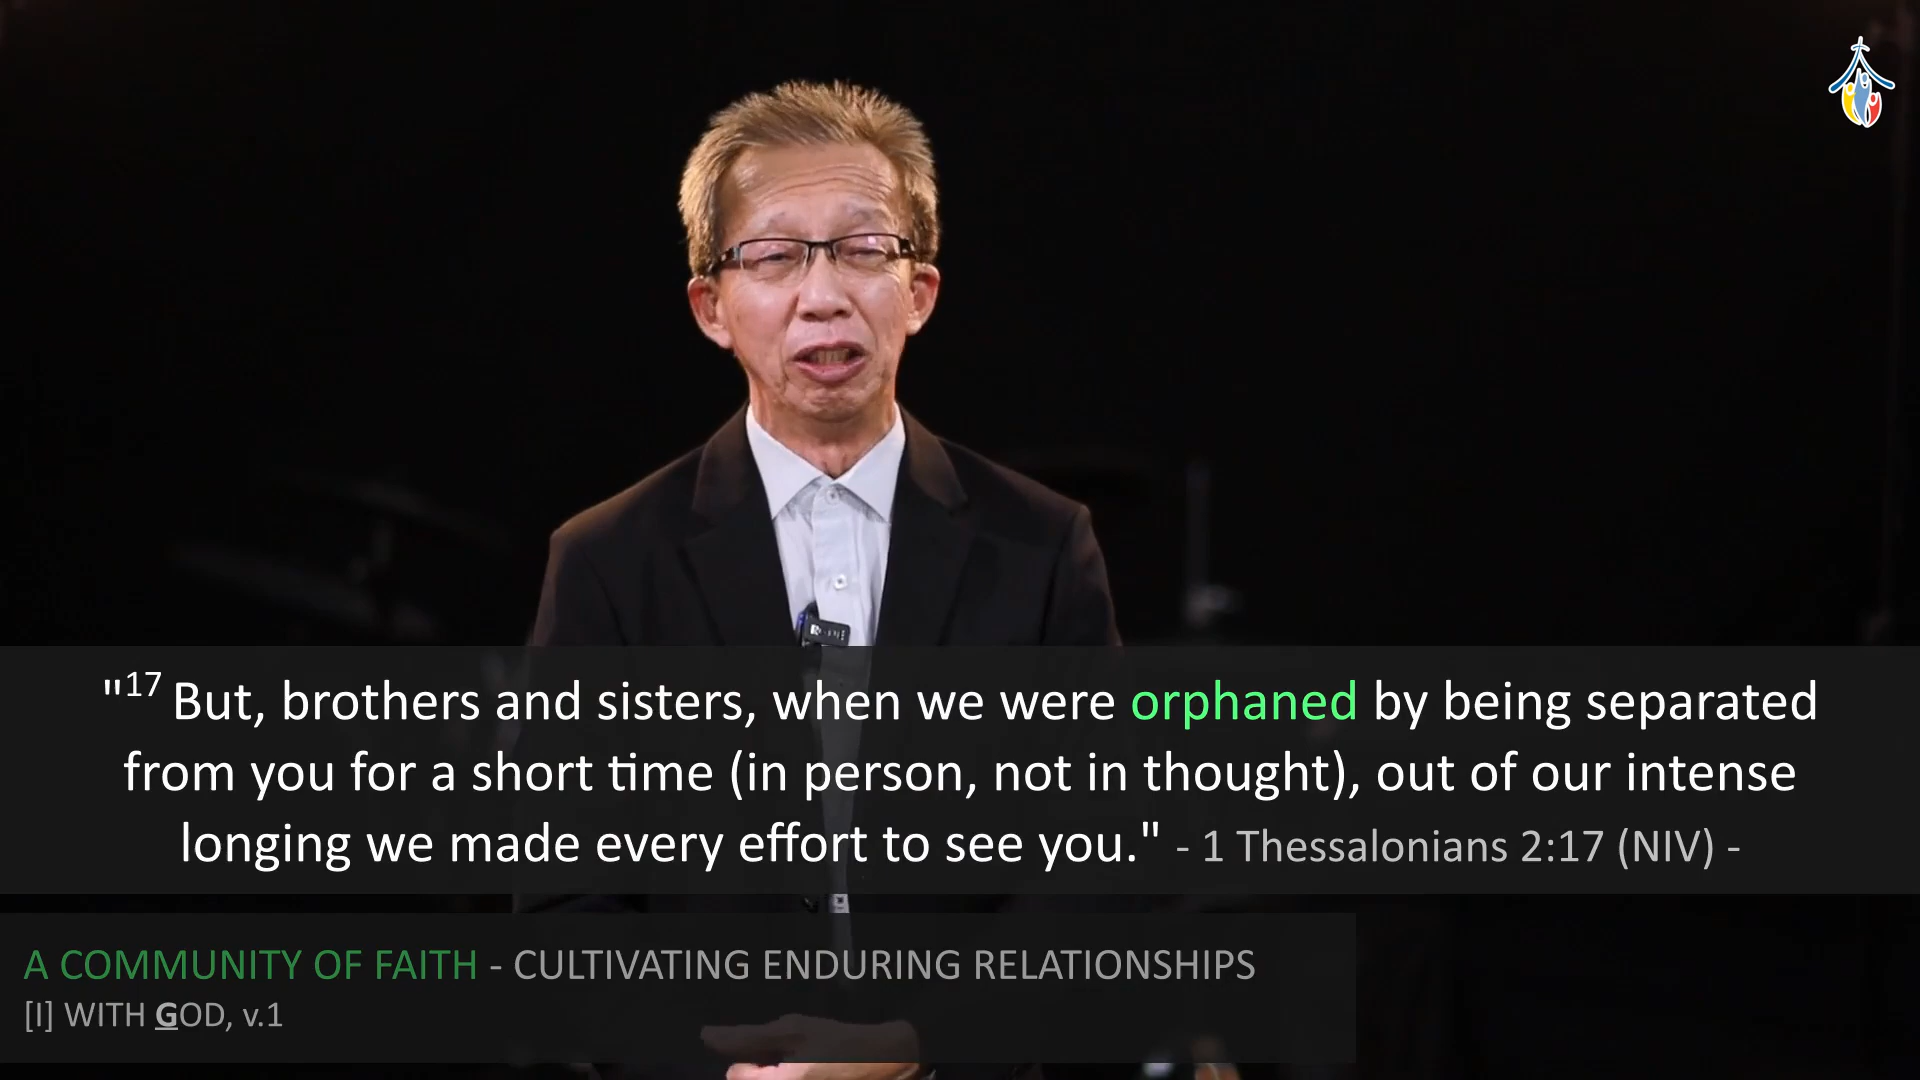 "17 But, brothers and sisters, when we were orphaned by being separated
from you for a short time (in person, not in thought), out of our intense
longing we made every effort to see you." - 1 Thessalonians 2:17 (NIV) -
A COMMUNITY OF FAITH - CULTIVATING ENDURING RELATIONSHIPS
[I] WITH GOD, v.1